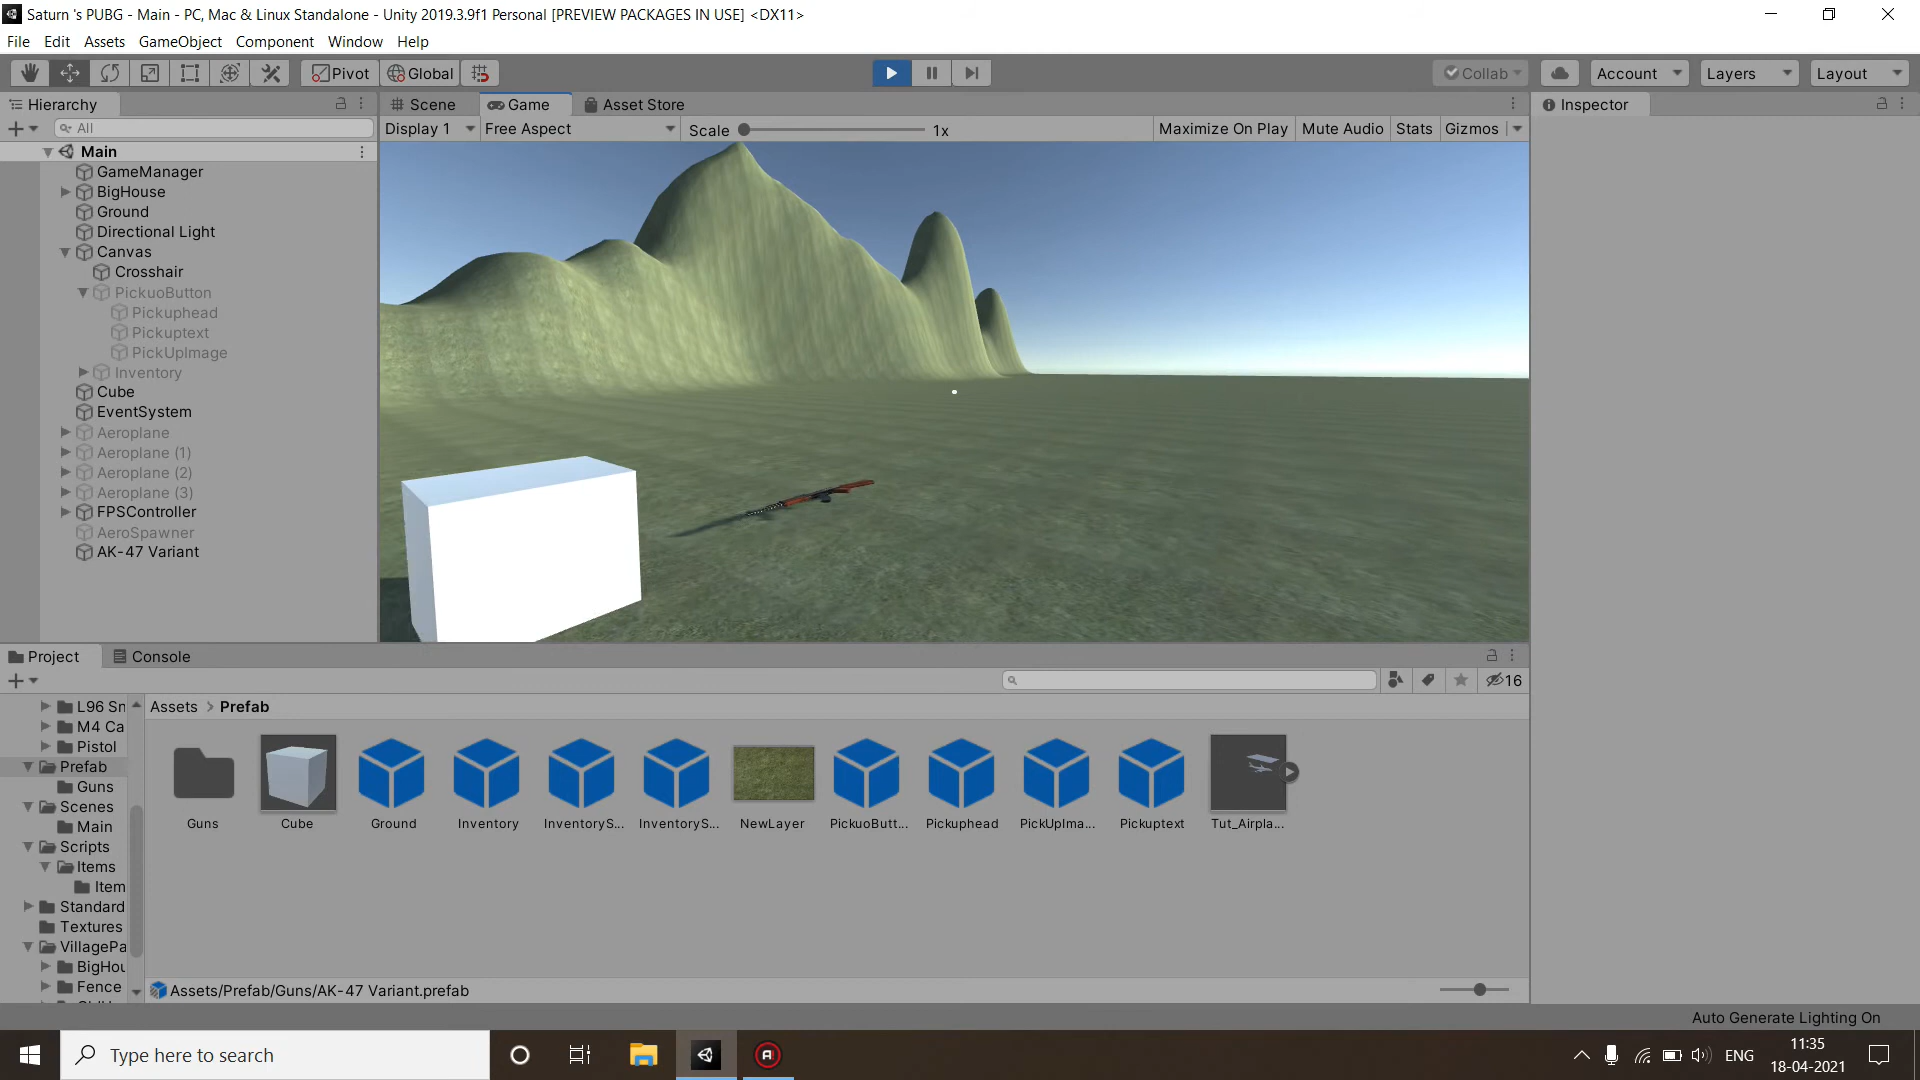 Saturn 's PUBG - Main - PC, Mac & Linux Standalone - Unity 2019.3.9f1 Personal [PREVIEW PACKAGES IN USE] <DX11>
File Edit Assets GameObject Component Window Help
Pivot Global Collab Account Layers Layout
Hierarchy
All
Main
GameManager
BigHouse
Ground
Directional Light
Canvas
Crosshair
PickuoButton
Pickuphead
Pickuptext
PickUpImage
Inventory
Cube
EventSystem
Aeroplane
Aeroplane (1)
Aeroplane (2)
Aeroplane (3)
FPSController
AeroSpawner
AK-47 Variant
Scene Game Asset Store
Display 1 Free Aspect Scale 1x Maximize On Play Mute Audio Stats Gizmos
Inspector
Project Console
16
L96 Sn
M4 Ca
Pistol
Prefab
Guns
Scenes
Main
Scripts
Items
Item
Standard
Textures
VillagePa
BigHou
Fence
Assets > Prefab
Guns Cube Ground Inventory InventoryS... InventoryS... NewLayer PickuoButt... Pickuphead PickUpIma... Pickuptext Tut_Airpla...
Assets/Prefab/Guns/AK-47 Variant.prefab
Auto Generate Lighting On
Type here to search
ENG
11:35
18-04-2021